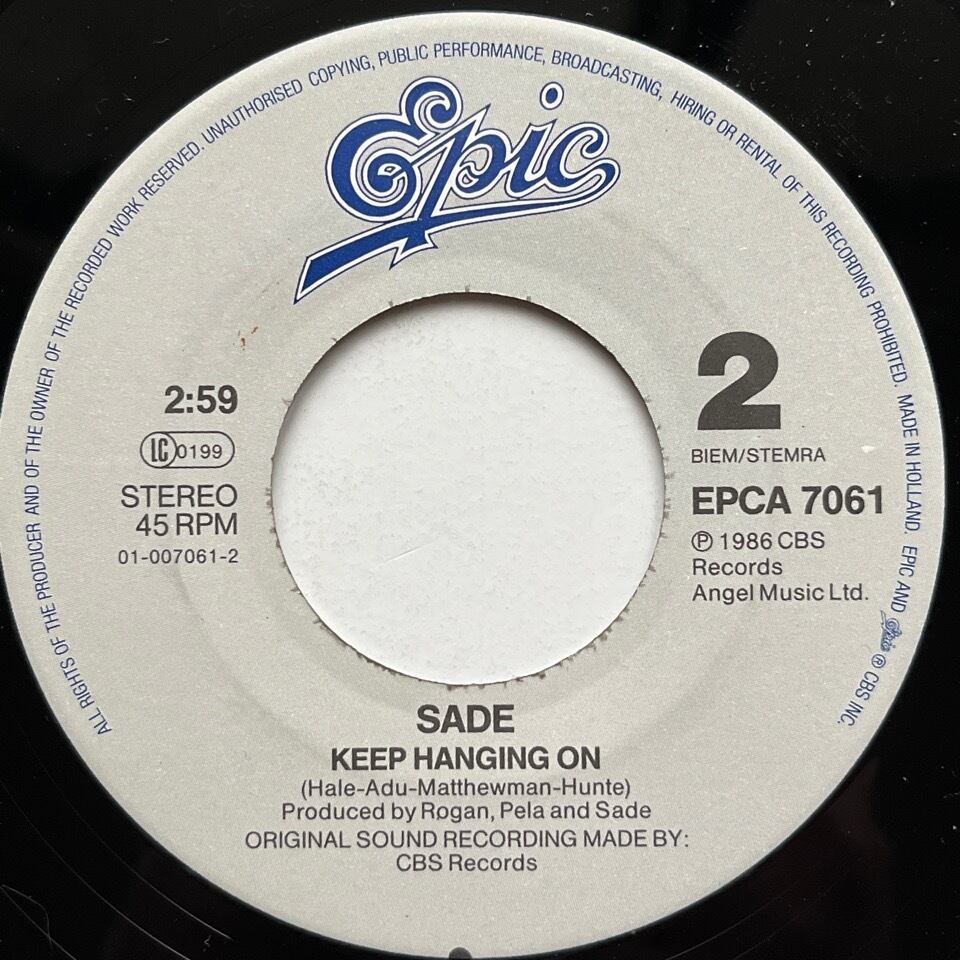 ALL RIGHTS OF THE PRODUCER AND OF THE OWNER OF THE RECORDED WORK RESERVED. UNAUTHORISED COPYING, PUBLIC PERFORMANCE, BROADCASTING, HIRING OR RENTAL OF THIS RECORDING PROHIBITED. MADE IN HOLLAND. EPIC AND Epic ® CBS INC.
Epic
2:59
LC 0199
STEREO
45 RPM
01-007061-2
2
BIEM/STEMRA
EPCA 7061
℗ 1986 CBS
Records
Angel Music Ltd.
SADE
KEEP HANGING ON
(Hale-Adu-Matthewman-Hunte)
Produced by Rogan, Pela and Sade
ORIGINAL SOUND RECORDING MADE BY:
CBS Records